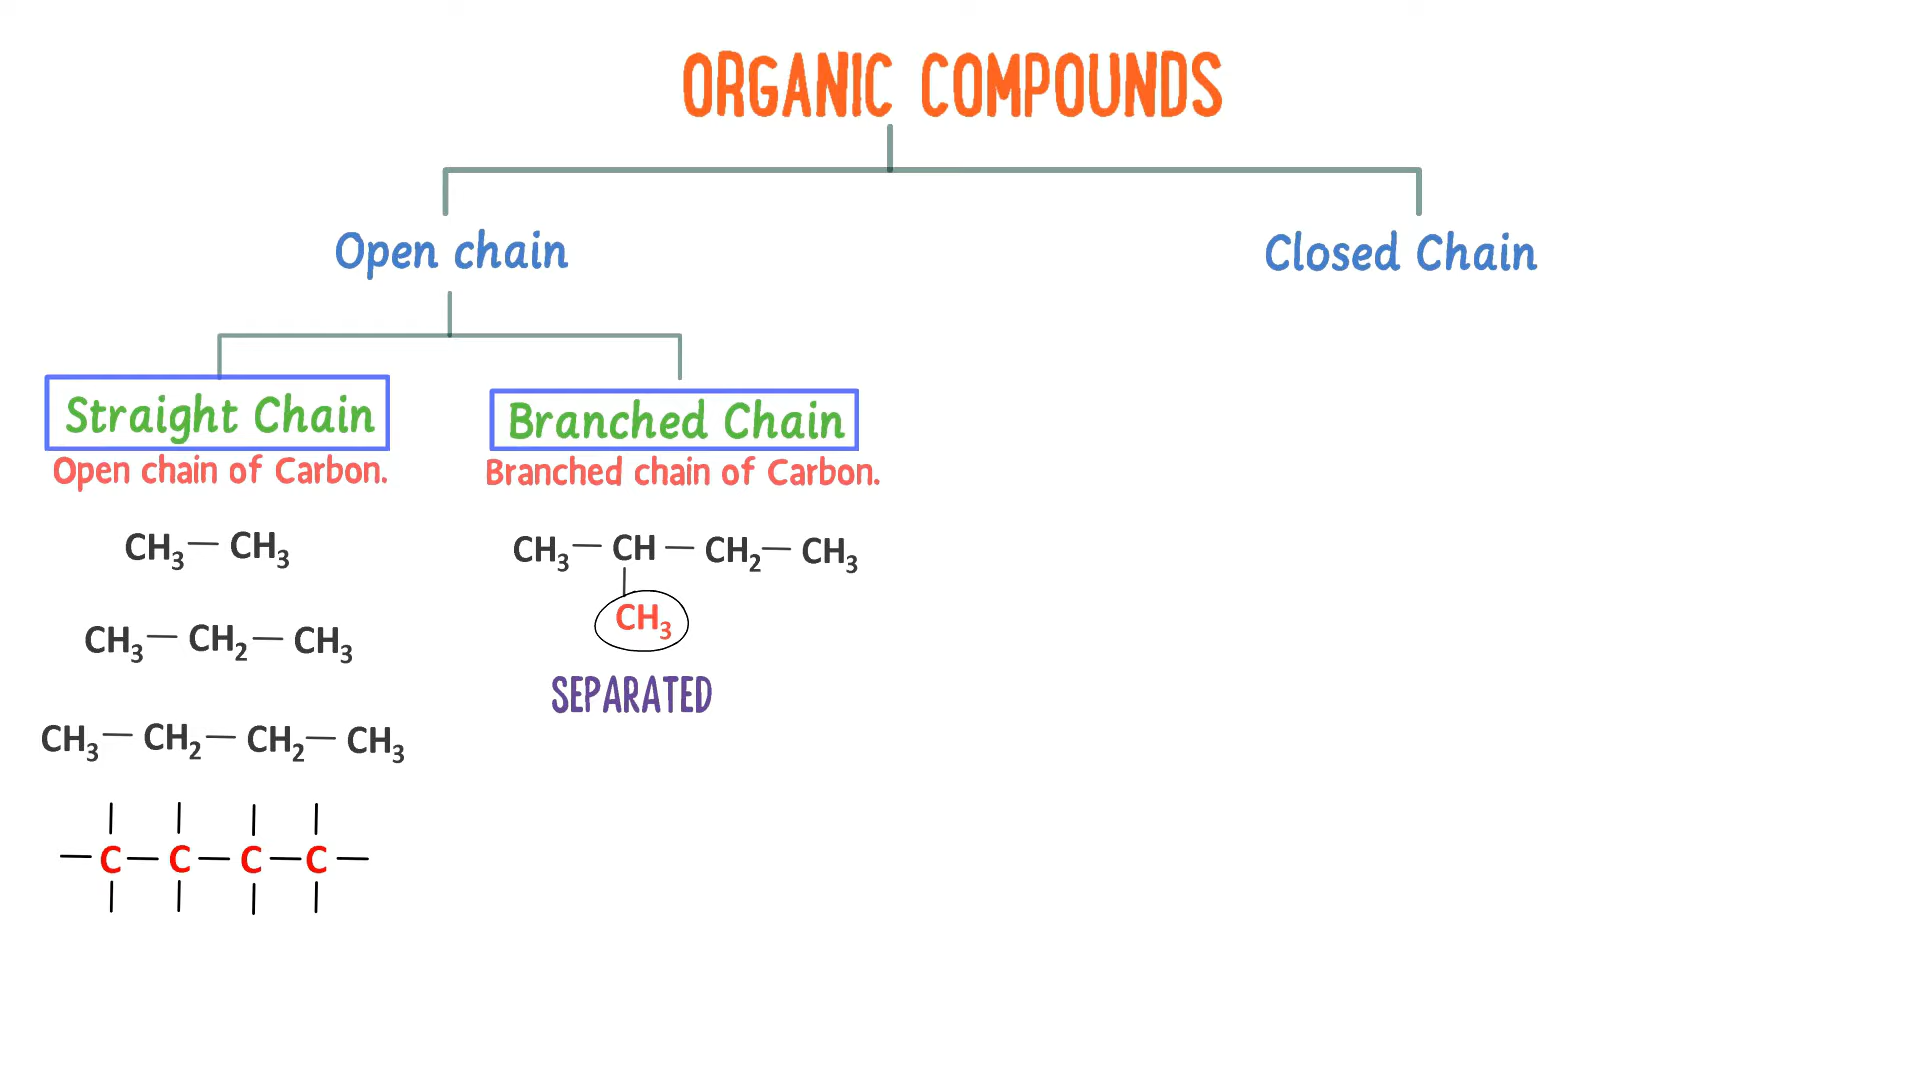 ORGANIC COMPOUNDS
Open chain
Closed Chain
Straight Chain
Open chain of Carbon.
CH₃ — CH₃
CH₃ — CH₂ — CH₃
CH₃ — CH₂ — CH₂ — CH₃
— C — C — C — C —
Branched Chain
Branched chain of Carbon.
CH₃ — CH — CH₂ — CH₃
CH₃
SEPARATED